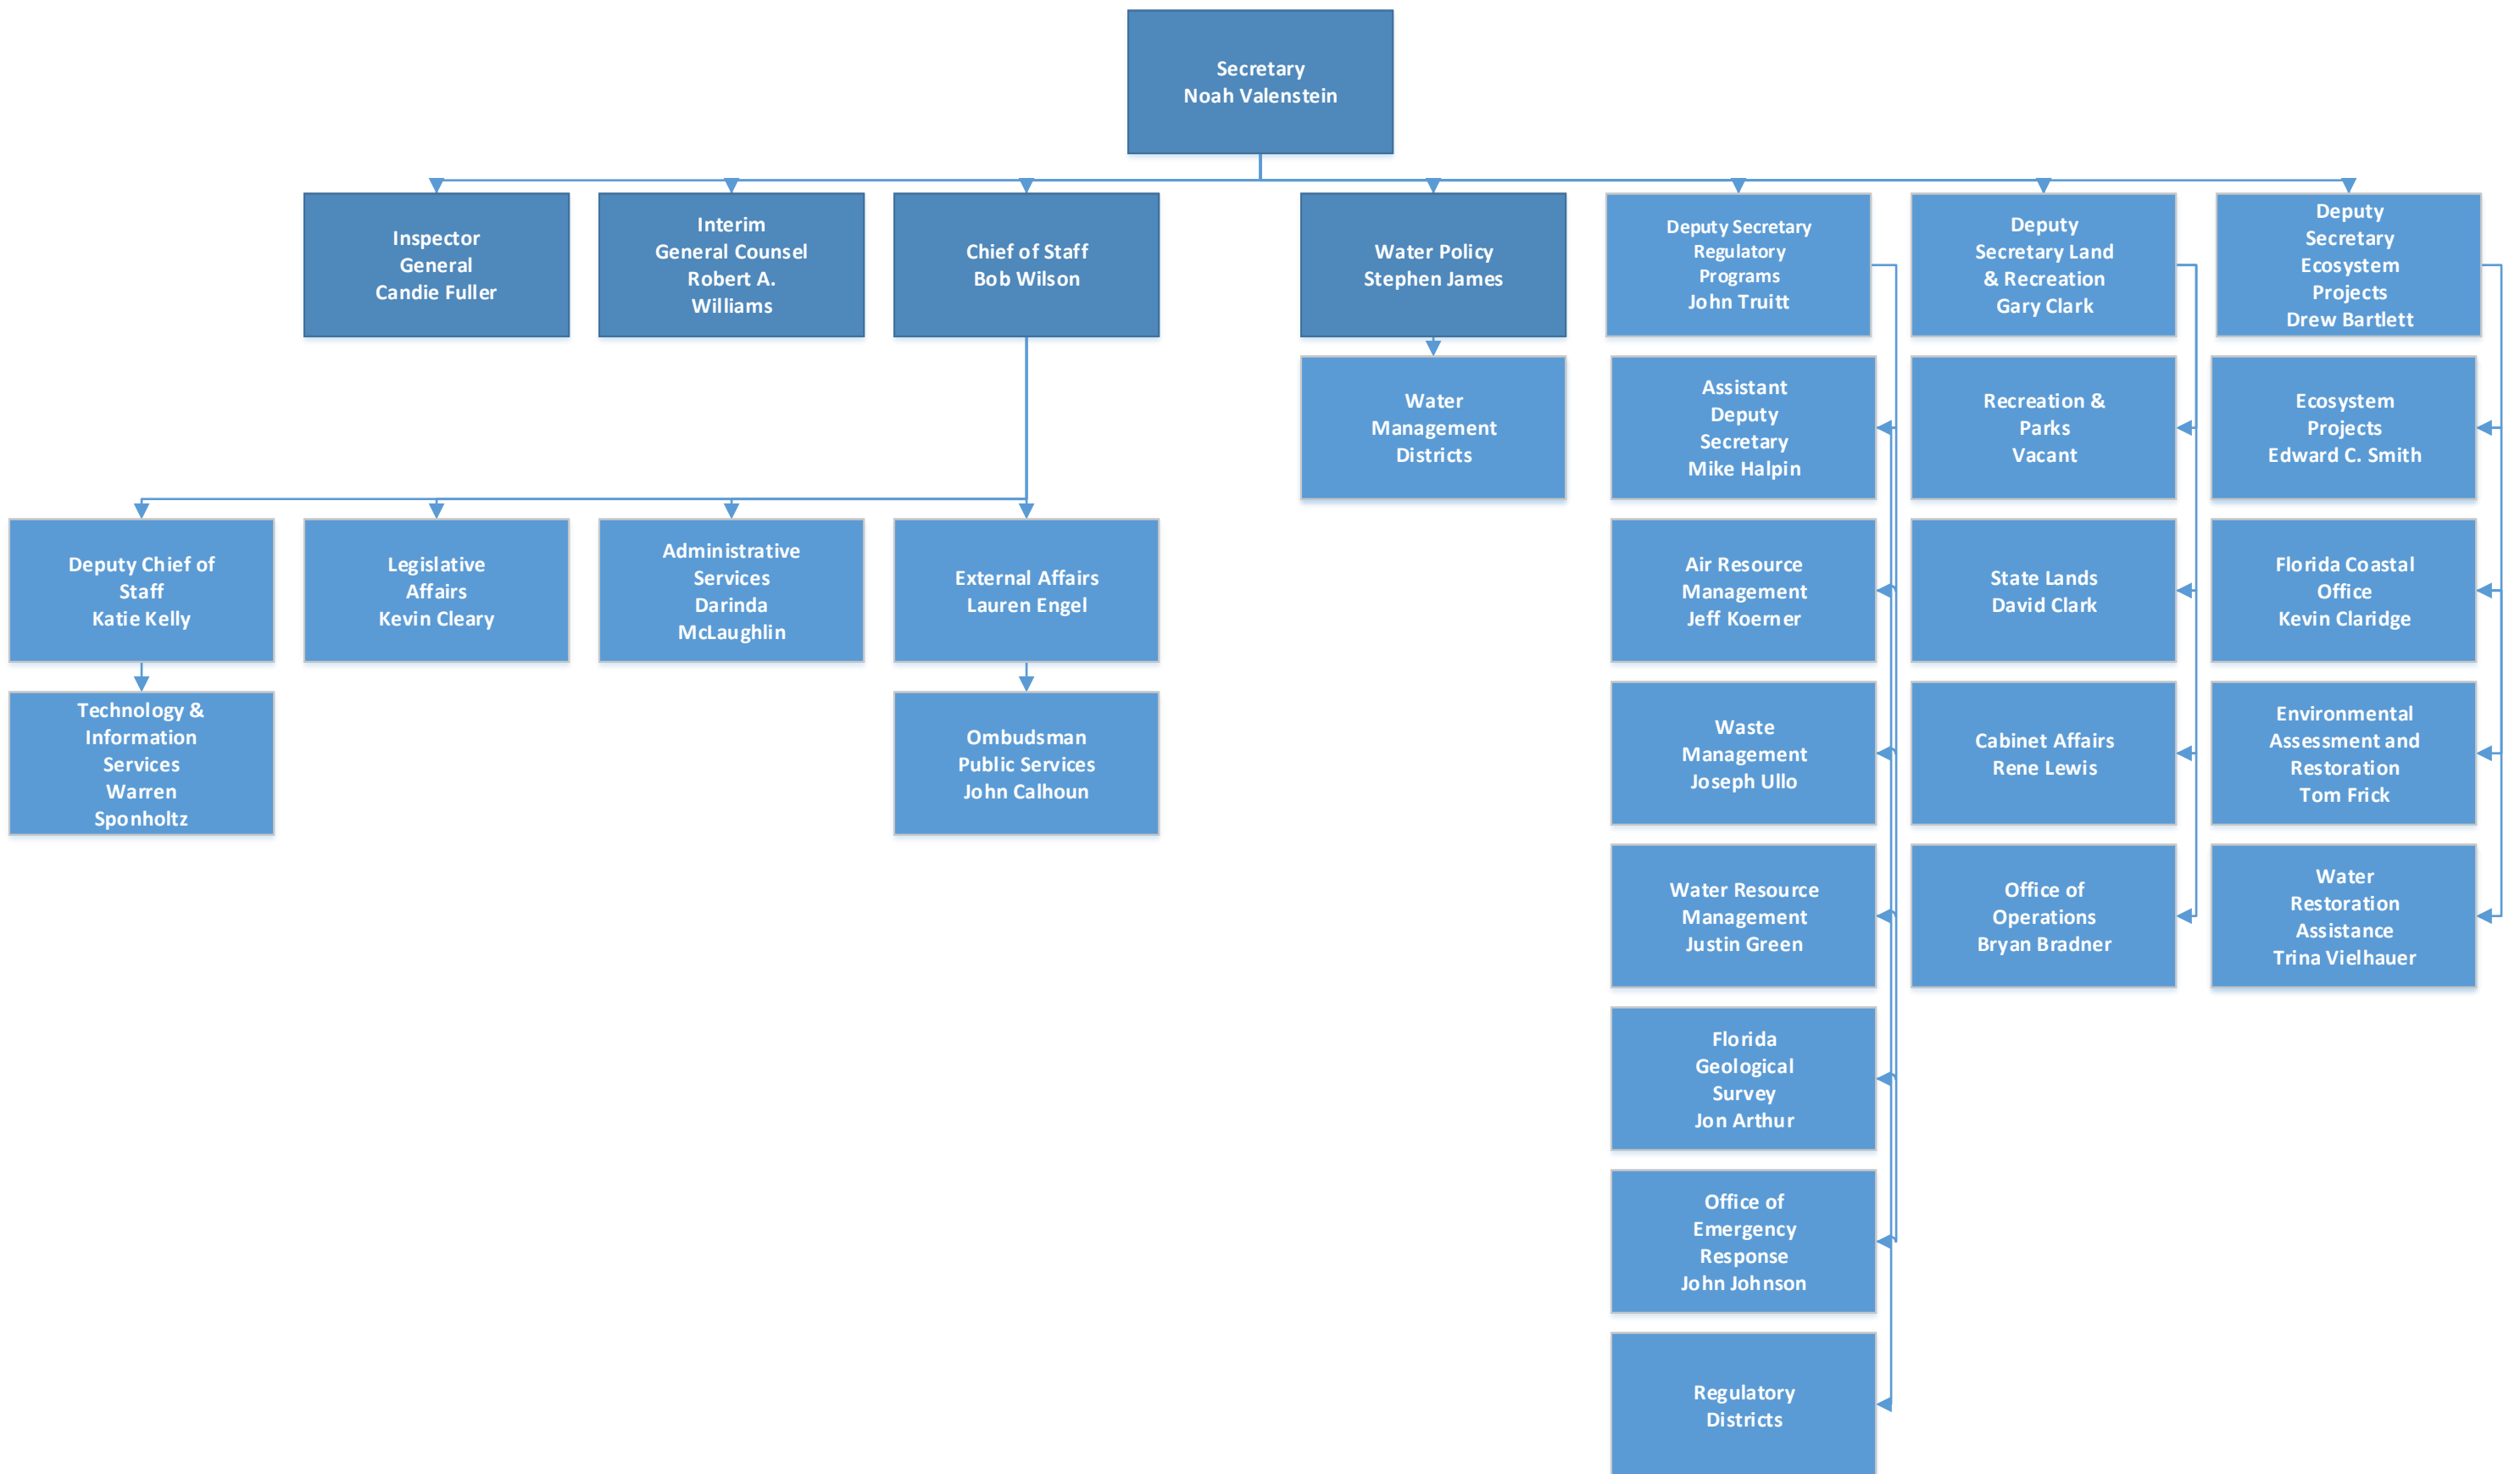 Secretary
Noah Valenstein
Inspector
General
Candie Fuller
Interim
General Counsel
Robert A.
Williams
Chief of Staff
Bob Wilson
Water Policy
Stephen James
Deputy Secretary
Regulatory
Programs
John Truitt
Deputy
Secretary Land
& Recreation
Gary Clark
Deputy
Secretary
Ecosystem
Projects
Drew Bartlett
Water
Management
Districts
Assistant
Deputy
Secretary
Mike Halpin
Recreation &
Parks
Vacant
Ecosystem
Projects
Edward C. Smith
Deputy Chief of
Staff
Katie Kelly
Legislative
Affairs
Kevin Cleary
Administrative
Services
Darinda
McLaughlin
External Affairs
Lauren Engel
Air Resource
Management
Jeff Koerner
State Lands
David Clark
Florida Coastal
Office
Kevin Claridge
Technology &
Information
Services
Warren
Sponholtz
Ombudsman
Public Services
John Calhoun
Waste
Management
Joseph Ullo
Cabinet Affairs
Rene Lewis
Environmental
Assessment and
Restoration
Tom Frick
Water Resource
Management
Justin Green
Office of
Operations
Bryan Bradner
Water
Restoration
Assistance
Trina Vielhauer
Florida
Geological
Survey
Jon Arthur
Office of
Emergency
Response
John Johnson
Regulatory
Districts